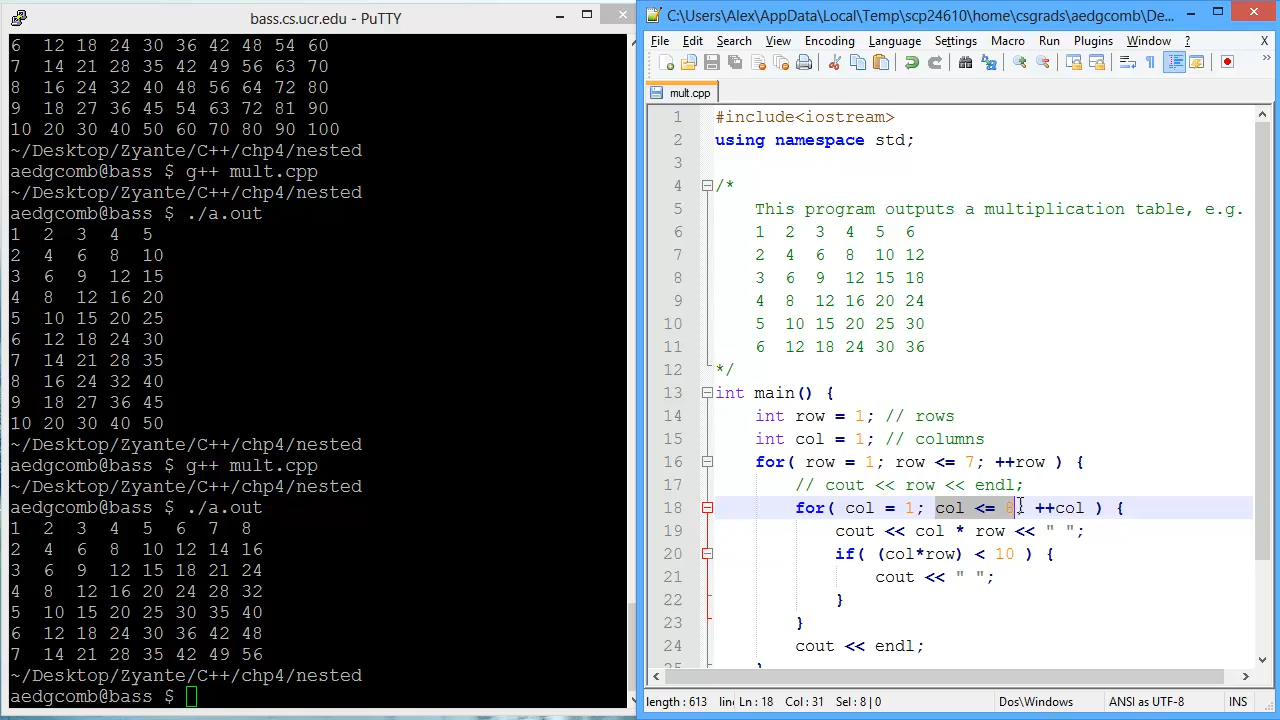 bass.cs.ucr.edu - PuTTY
6 12 18 24 30 36 42 48 54 60
7 14 21 28 35 42 49 56 63 70
8 16 24 32 40 48 56 64 72 80
9 18 27 36 45 54 63 72 81 90
10 20 30 40 50 60 70 80 90 100
~/Desktop/Zyante/C++/chp4/nested
aedgcomb@bass $ g++ mult.cpp
~/Desktop/Zyante/C++/chp4/nested
aedgcomb@bass $ ./a.out
1 2 3 4 5
2 4 6 8 10
3 6 9 12 15
4 8 12 16 20
5 10 15 20 25
6 12 18 24 30
7 14 21 28 35
8 16 24 32 40
9 18 27 36 45
10 20 30 40 50
~/Desktop/Zyante/C++/chp4/nested
aedgcomb@bass $ g++ mult.cpp
~/Desktop/Zyante/C++/chp4/nested
aedgcomb@bass $ ./a.out
1 2 3 4 5 6 7 8
2 4 6 8 10 12 14 16
3 6 9 12 15 18 21 24
4 8 12 16 20 24 28 32
5 10 15 20 25 30 35 40
6 12 18 24 30 36 42 48
7 14 21 28 35 42 49 56
~/Desktop/Zyante/C++/chp4/nested
aedgcomb@bass $
C:\Users\Alex\AppData\Local\Temp\scp24610\home\csgrads\aedgcomb\De...
File Edit Search View Encoding Language Settings Macro Run Plugins Window ? X
mult.cpp
1 #include<iostream>
2 using namespace std;
3
4 /*
5 This program outputs a multiplication table, e.g.
6 1 2 3 4 5 6
7 2 4 6 8 10 12
8 3 6 9 12 15 18
9 4 8 12 16 20 24
10 5 10 15 20 25 30
11 6 12 18 24 30 36
12 */
13 int main() {
14 int row = 1; // rows
15 int col = 1; // columns
16 for( row = 1; row <= 7; ++row ) {
17 // cout << row << endl;
18 for( col = 1; col <= ++col ) {
19 cout << col * row << " ";
20 if( (col*row) < 10 ) {
21 cout << " ";
22 }
23 }
24 cout << endl;
25 }
length : 613 lin Ln : 18 Col : 31 Sel : 8 | 0 Dos\Windows ANSI as UTF-8 INS